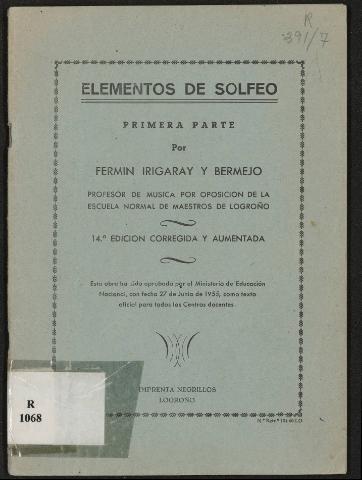 R
391/7
ELEMENTOS DE SOLFEO
PRIMERA PARTE
Por
FERMIN IRIGARAY Y BERMEJO
PROFESOR DE MUSICA POR OPOSICION DE LA
ESCUELA NORMAL DE MAESTROS DE LOGROÑO
14.ª EDICION CORREGIDA Y AUMENTADA
Esta obra ha sido aprobada por el Ministerio de Educación
Nacional, con fecha 27 de Junio de 1955, como texto
oficial para todos los Centros docentes.
IMPRENTA NEGRILLOS
LOGROÑO
R
1068